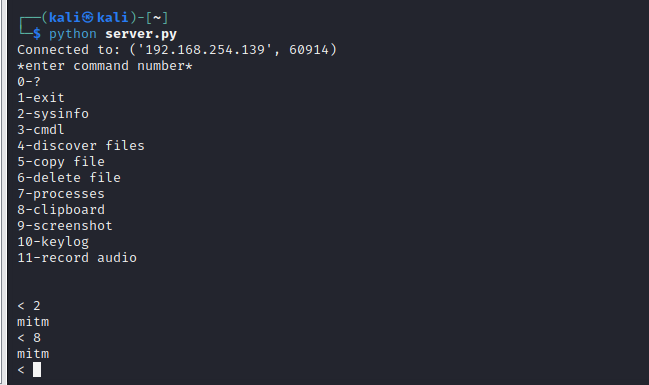 (kali㉿kali)-[~]
$ python server.py
Connected to: ('192.168.254.139', 60914)
*enter command number*
0-?
1-exit
2-sysinfo
3-cmdl
4-discover files
5-copy file
6-delete file
7-processes
8-clipboard
9-screenshot
10-keylog
11-record audio
< 2
mitm
< 8
mitm
<